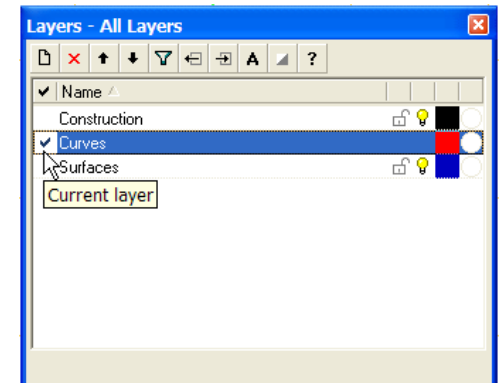 Layers - All Layers
A ?
Name
Construction
Curves
Surfaces
Current layer